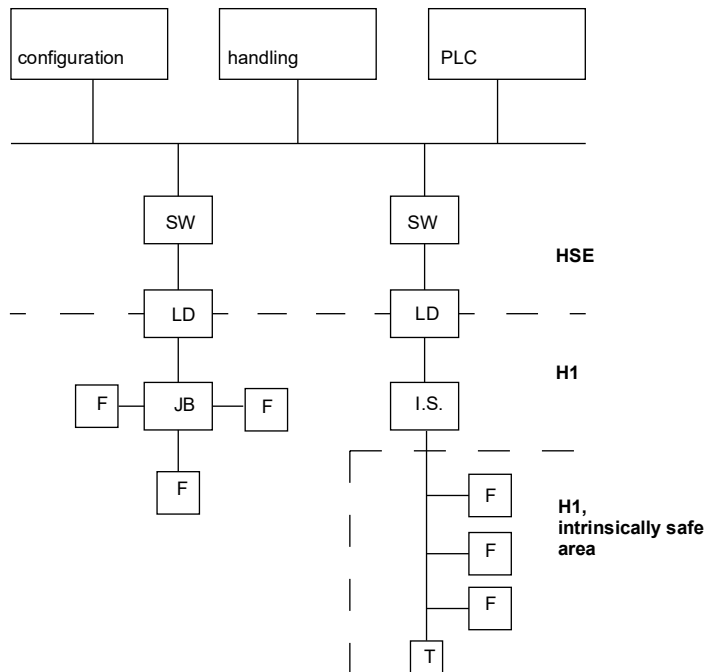 configuration
handling
PLC
SW
SW
HSE
LD
LD
H1
F
JB
F
I.S.
F
F
H1,
intrinsically safe
area
F
F
T